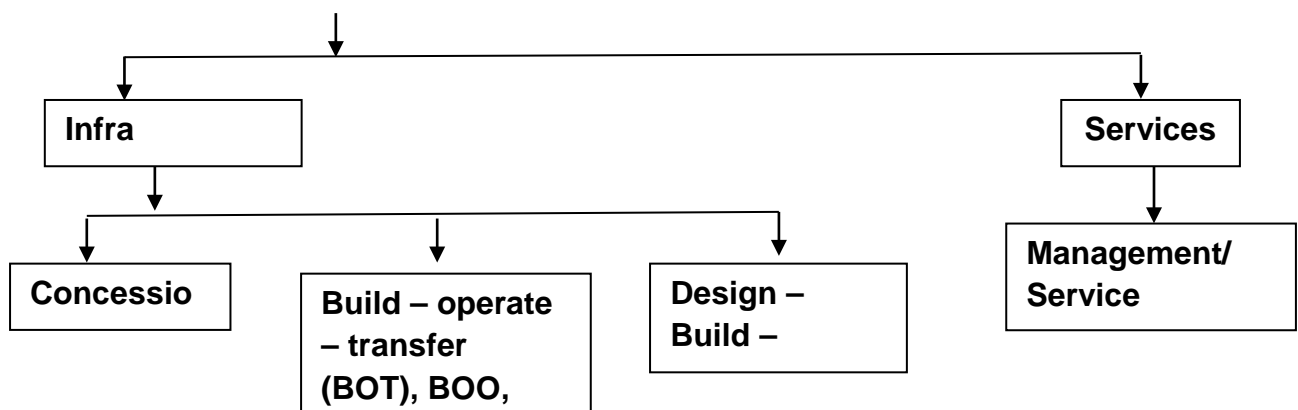 Infra
Services
Concessio
Build – operate
– transfer
(BOT), BOO,
Design –
Build –
Management/
Service